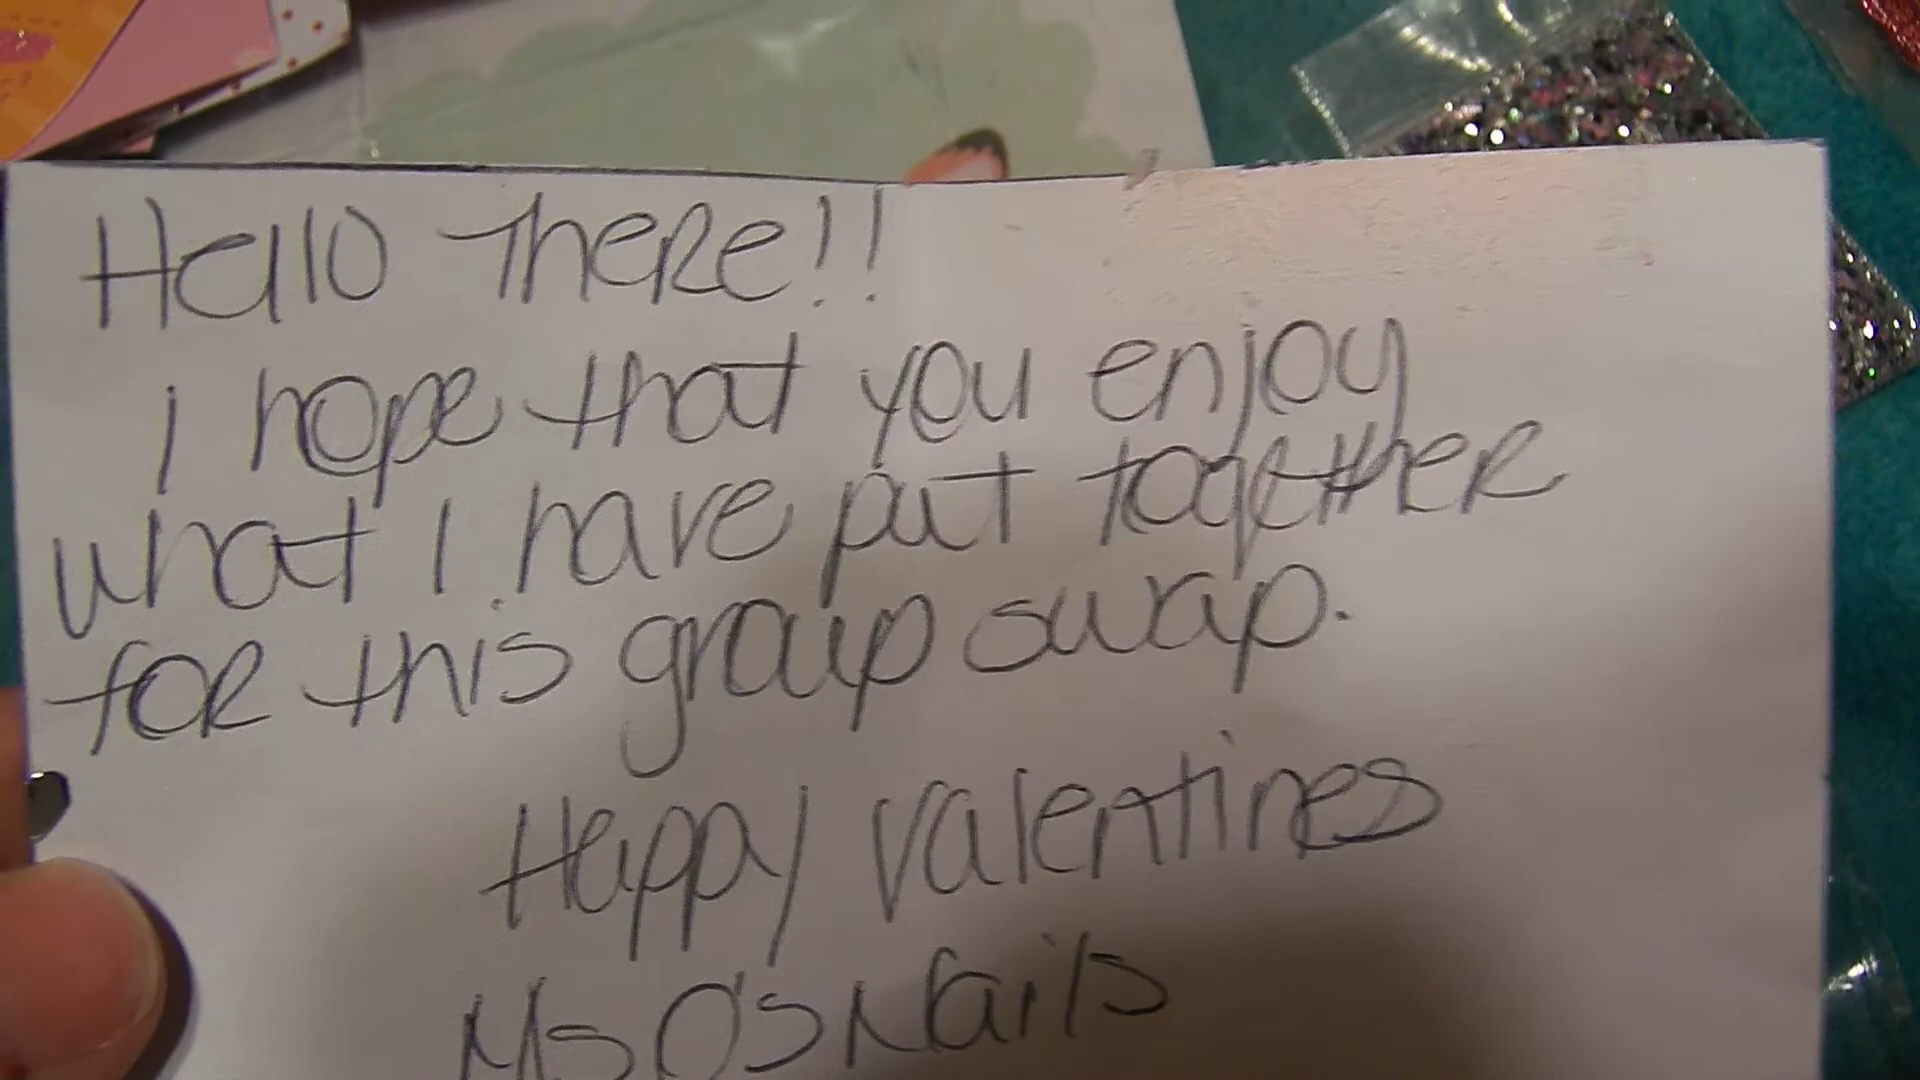 Hello There!!
I hope that you enjoy
what I have put together
for this group swap.
Happy Valentines
Ms O's Nails